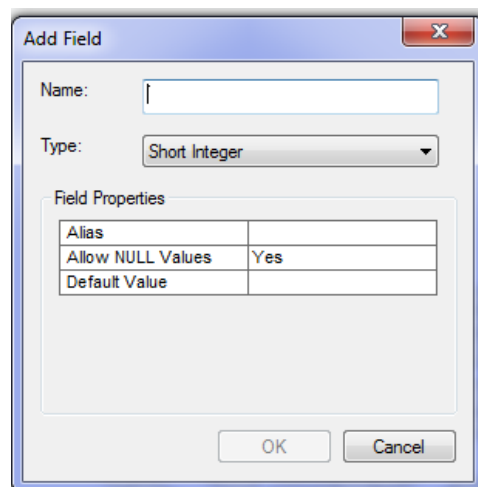 Add Field
Name:
Type: Short Integer
Field Properties
Alias
Allow NULL Values Yes
Default Value
OK Cancel